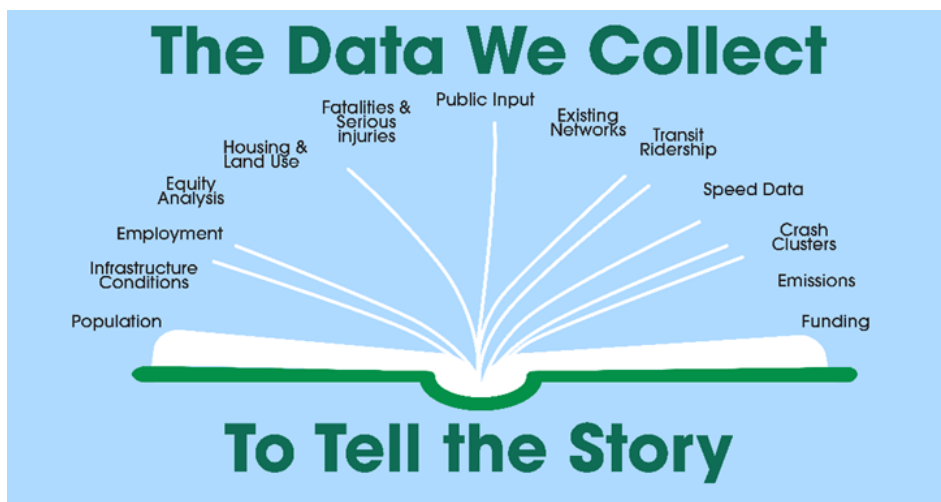 The Data We Collect
Population
Infrastructure
Conditions
Employment
Equity
Analysis
Housing &
Land Use
Fatalities &
Serious
injuries
Public Input
Existing
Networks
Transit
Ridership
Speed Data
Crash
Clusters
Emissions
Funding
To Tell the Story